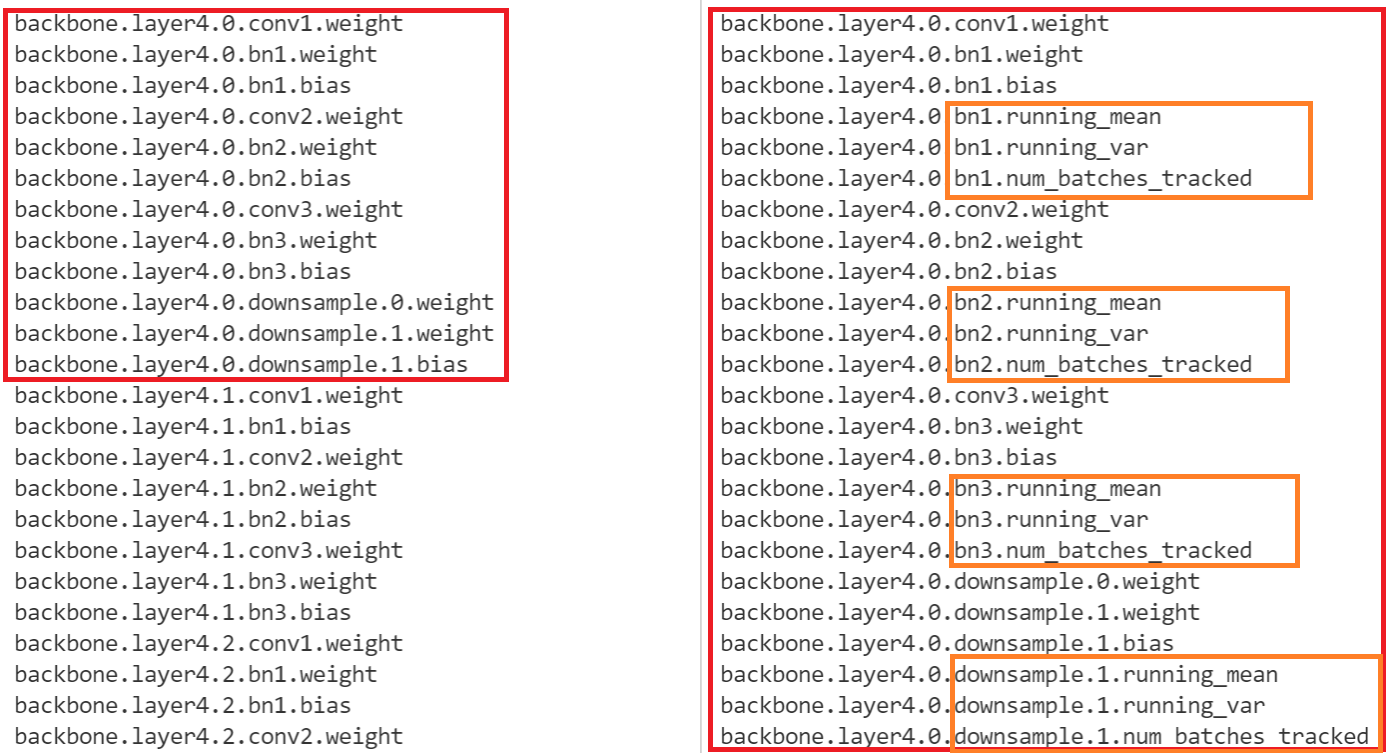 backbone.layer4.0.conv1.weight
backbone.layer4.0.bn1.weight
backbone.layer4.0.bn1.bias
backbone.layer4.0.conv2.weight
backbone.layer4.0.bn2.weight
backbone.layer4.0.bn2.bias
backbone.layer4.0.conv3.weight
backbone.layer4.0.bn3.weight
backbone.layer4.0.bn3.bias
backbone.layer4.0.downsample.0.weight
backbone.layer4.0.downsample.1.weight
backbone.layer4.0.downsample.1.bias
backbone.layer4.1.conv1.weight
backbone.layer4.1.bn1.bias
backbone.layer4.1.conv2.weight
backbone.layer4.1.bn2.weight
backbone.layer4.1.bn2.bias
backbone.layer4.1.conv3.weight
backbone.layer4.1.bn3.weight
backbone.layer4.1.bn3.bias
backbone.layer4.2.conv1.weight
backbone.layer4.2.bn1.weight
backbone.layer4.2.bn1.bias
backbone.layer4.2.conv2.weight
backbone.layer4.0.conv1.weight
backbone.layer4.0.bn1.weight
backbone.layer4.0.bn1.bias
backbone.layer4.0 bn1.running_mean
backbone.layer4.0 bn1.running_var
backbone.layer4.0 bn1.num_batches_tracked
backbone.layer4.0.conv2.weight
backbone.layer4.0.bn2.weight
backbone.layer4.0.bn2.bias
backbone.layer4.0.bn2.running_mean
backbone.layer4.0.bn2.running_var
backbone.layer4.0.bn2.num_batches_tracked
backbone.layer4.0.conv3.weight
backbone.layer4.0.bn3.weight
backbone.layer4.0.bn3.bias
backbone.layer4.0.bn3.running_mean
backbone.layer4.0.bn3.running_var
backbone.layer4.0.bn3.num_batches_tracked
backbone.layer4.0.downsample.0.weight
backbone.layer4.0.downsample.1.weight
backbone.layer4.0.downsample.1.bias
backbone.layer4.0.downsample.1.running_mean
backbone.layer4.0.downsample.1.running_var
backbone.layer4.0.downsample.1.num_batches_tracked